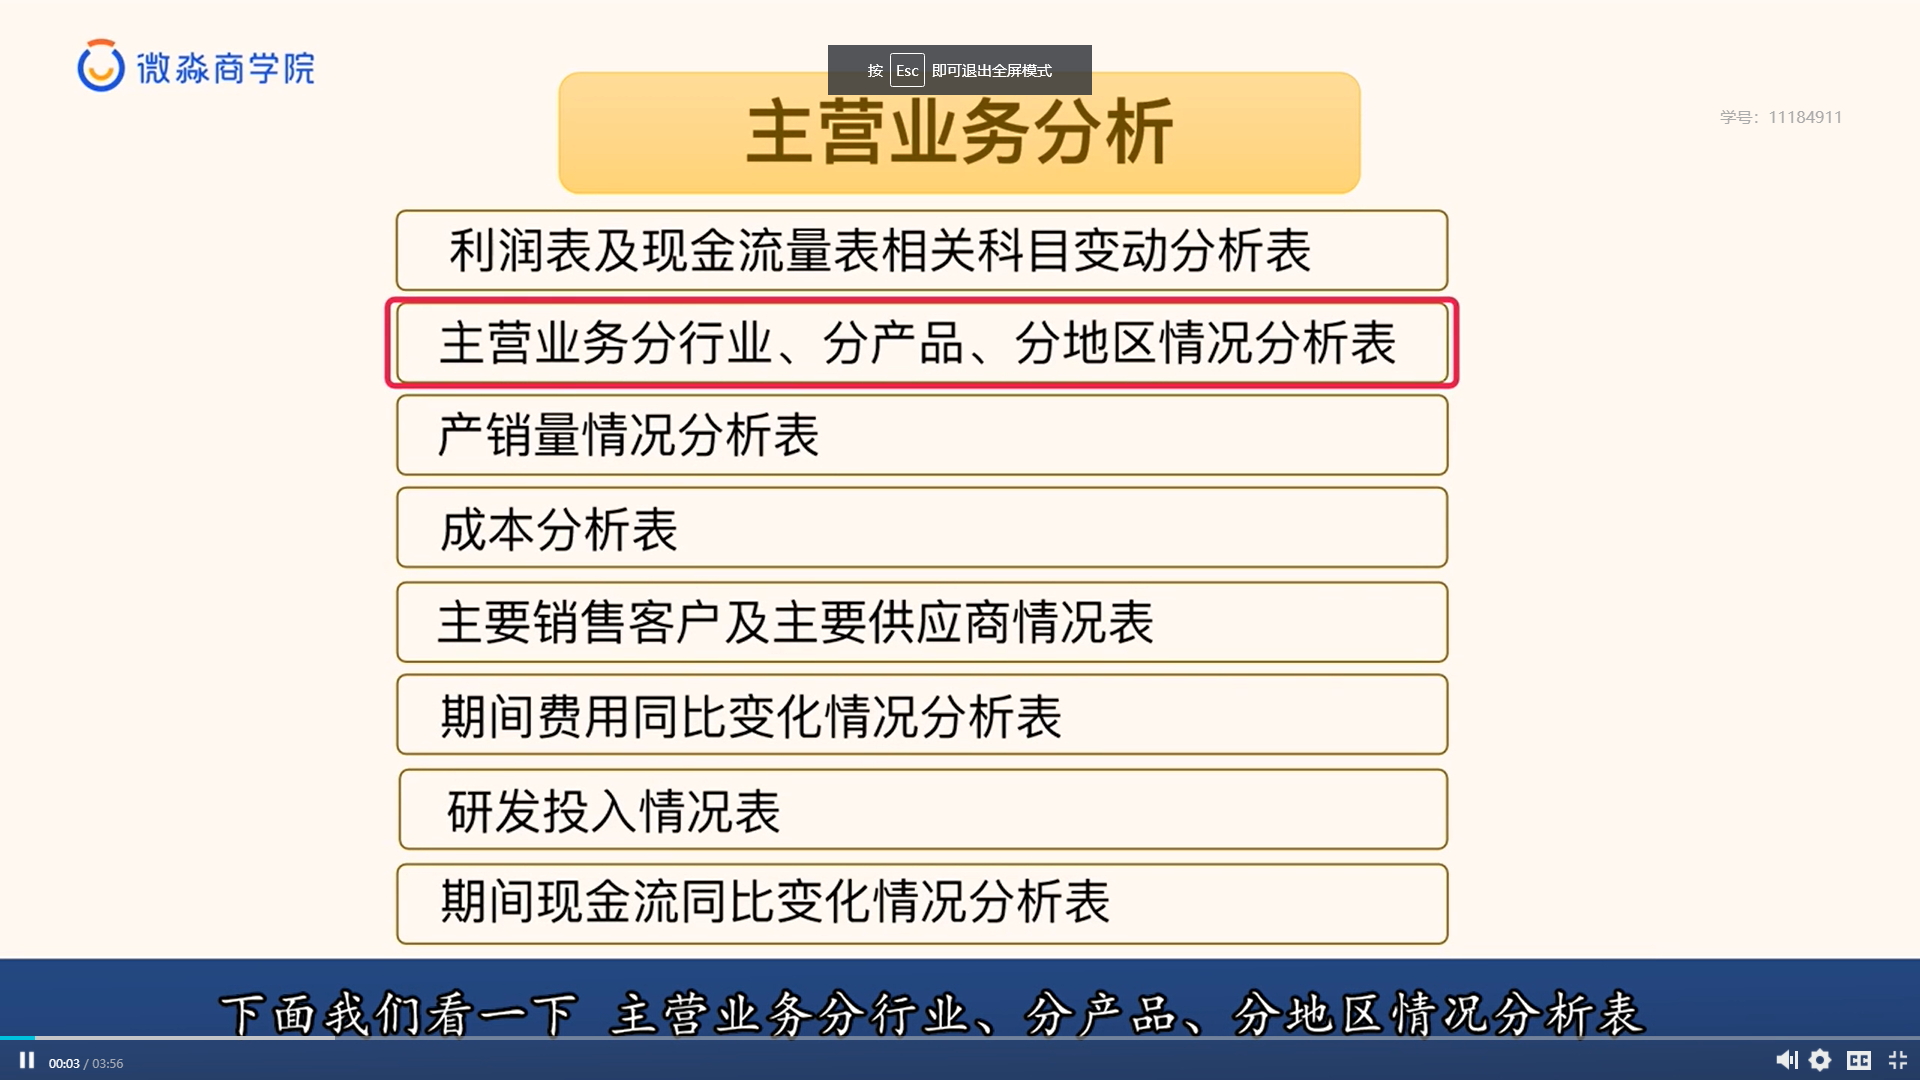 微淼商学院
按 Esc 即可退出全屏模式
主营业务分析
学号：11184911
利润表及现金流量表相关科目变动分析表
主营业务分行业、分产品、分地区情况分析表
产销量情况分析表
成本分析表
主要销售客户及主要供应商情况表
期间费用同比变化情况分析表
研发投入情况表
期间现金流同比变化情况分析表
下面我们看一下 主营业务分行业、分产品、分地区情况分析表
00:03 / 03:56
CC